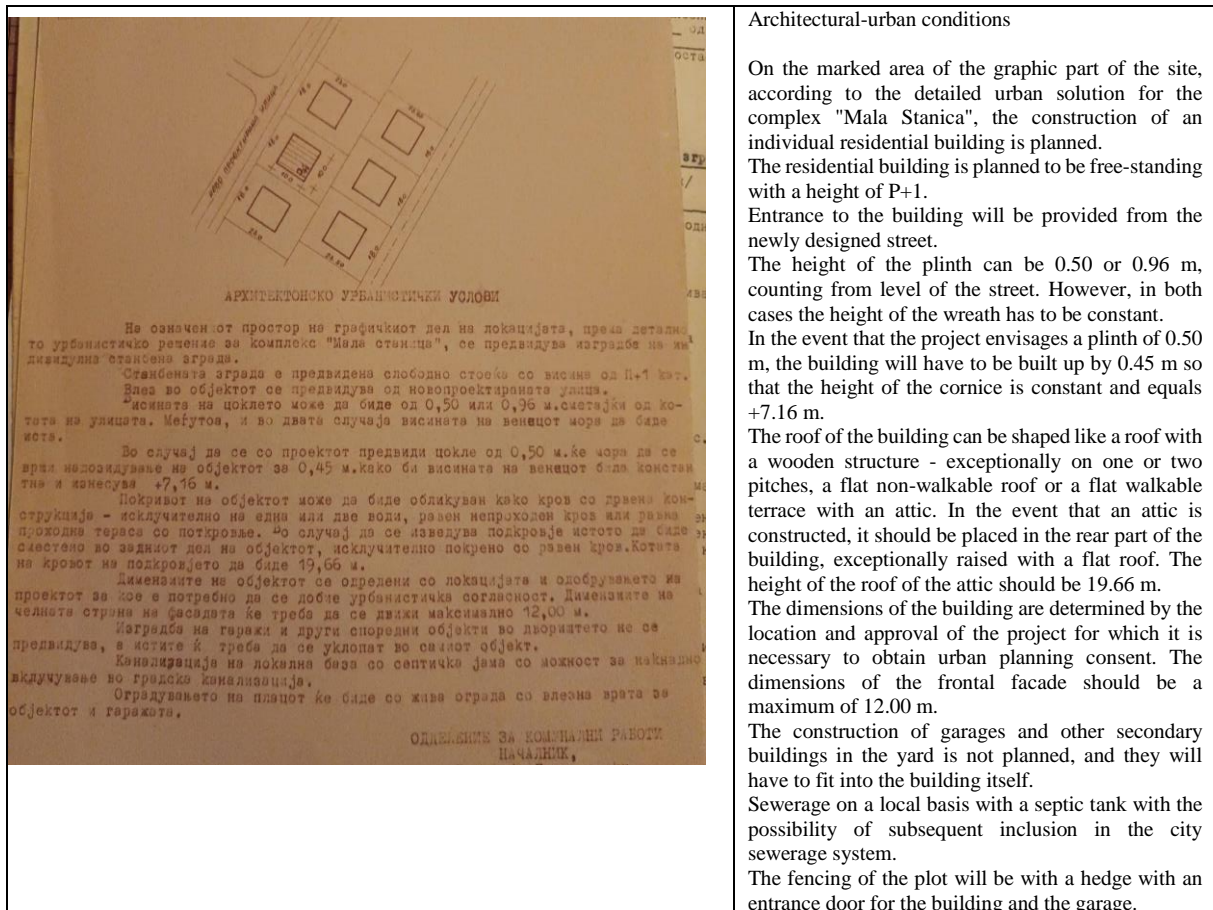 АРХИТЕКТОНСКО УРБАНИСТИЧКИ УСЛОВИ
На означениот простор на графичкиот дел на локацијата, према детално
то урбанистичко решение за комплекс "Мала станица", се предвидува изградба на ин
дивидулна станбена зграда.
Станбената зграда е предвидена слободно стоеќа со висина од П+1 кат.
Влез во објектот се предвидува од новопроектираната улица.
Висината на цоклето може да биде од 0,50 или 0,96 м.сметајќи од ко-
тата на улицата. Меѓутоа, и во двата случаја висината на венецот мора да биде
иста.
Во случај да се со проектот предвиди цокле од 0,50 м.ќе мора да се
врши надозидување на објектот за 0,45 м.како би висината на венецот била констан
тна и изнесува +7,16 м.
Покривот на објектот може да биде обликуван како кров со дрвена кон-
струкција - исклучително на една или две води, равен непроходен кров или равна
проходна тераса со поткровје. Во случај да се изведува подкровје истото да биде
сместено во задниот дел на објектот, исклучително покрено со равен кров.Котата
на кровот на подкровјето да биде 19,66 м.
Димензиите на објектот се определи со локацијата и одобрувањето на
проектот за кое е потребно да се добие урбанистичка согласност. Димензиите на
челната страна на фасадата ќе треба да се движи максимално 12,00 м.
Изградба на гаражи и други споредни објекти во двориштето не се
предвидува, а истите ќ треба да се уклопат во самиот објект.
Канализација на локална база со септичка јама со можност за накнадно
вклучување во градска канализација.
Оградувањето на плацот ќе биде со жива ограда со влезна врата за
објектот и гаражата.
ОДДЕЛЕНИЕ ЗА КОМУНАЛНИ РАБОТИ
НАЧАЛНИК,
Architectural-urban conditions
On the marked area of the graphic part of the site,
according to the detailed urban solution for the
complex "Mala Stanica", the construction of an
individual residential building is planned.
The residential building is planned to be free-standing
with a height of P+1.
Entrance to the building will be provided from the
newly designed street.
The height of the plinth can be 0.50 or 0.96 m,
counting from level of the street. However, in both
cases the height of the wreath has to be constant.
In the event that the project envisages a plinth of 0.50
m, the building will have to be built up by 0.45 m so
that the height of the cornice is constant and equals
+7.16 m.
The roof of the building can be shaped like a roof with
a wooden structure - exceptionally on one or two
pitches, a flat non-walkable roof or a flat walkable
terrace with an attic. In the event that an attic is
constructed, it should be placed in the rear part of the
building, exceptionally raised with a flat roof. The
height of the roof of the attic should be 19.66 m.
The dimensions of the building are determined by the
location and approval of the project for which it is
necessary to obtain urban planning consent. The
dimensions of the frontal facade should be a
maximum of 12.00 m.
The construction of garages and other secondary
buildings in the yard is not planned, and they will
have to fit into the building itself.
Sewerage on a local basis with a septic tank with the
possibility of subsequent inclusion in the city
sewerage system.
The fencing of the plot will be with a hedge with an
entrance door for the building and the garage.